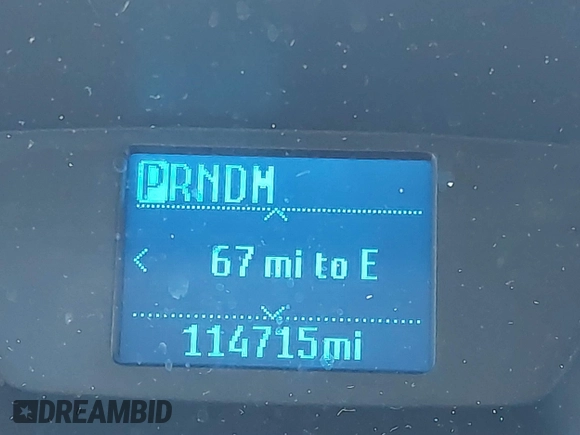 PRNDM
67 mi to E
114715mi
DREAMBID